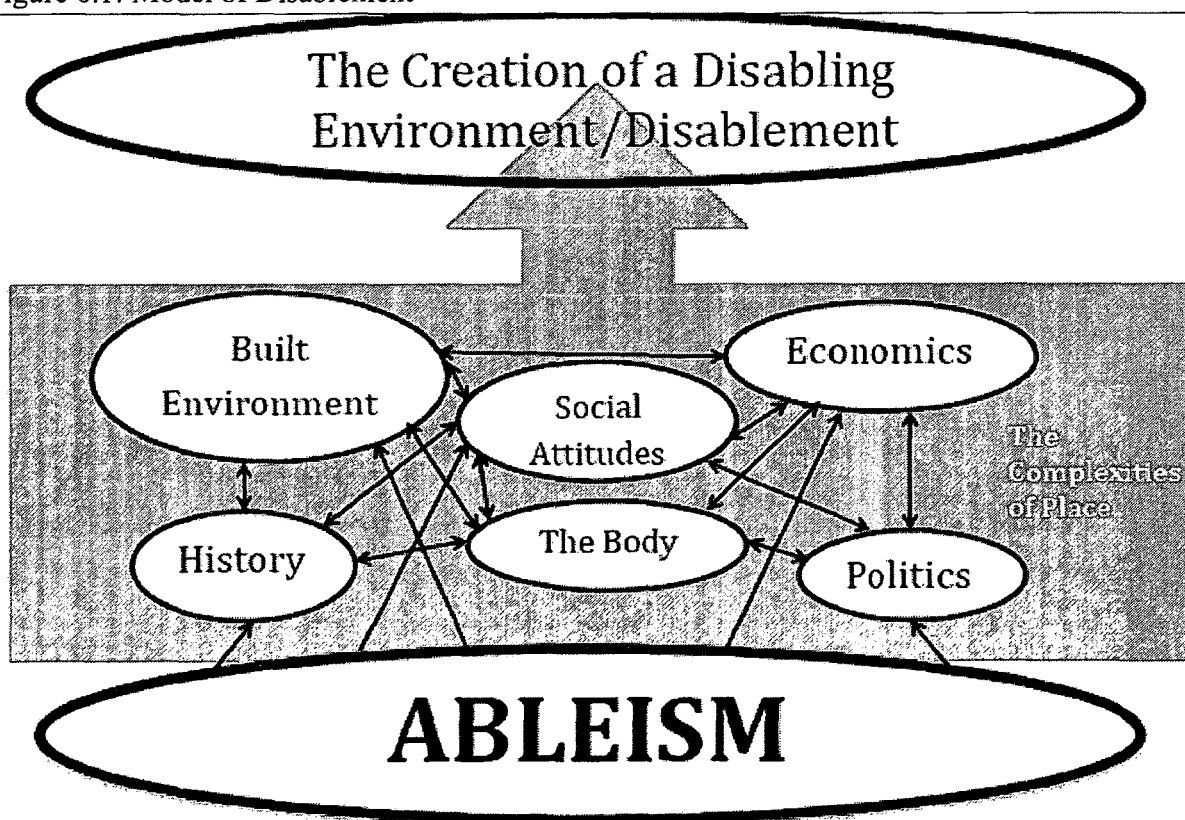 The Creation of a Disabling
Environment/Disablement
Built
Environment
Economics
Social
Attitudes
The
Complexities
of Place
History
The Body
Politics
ABLEISM